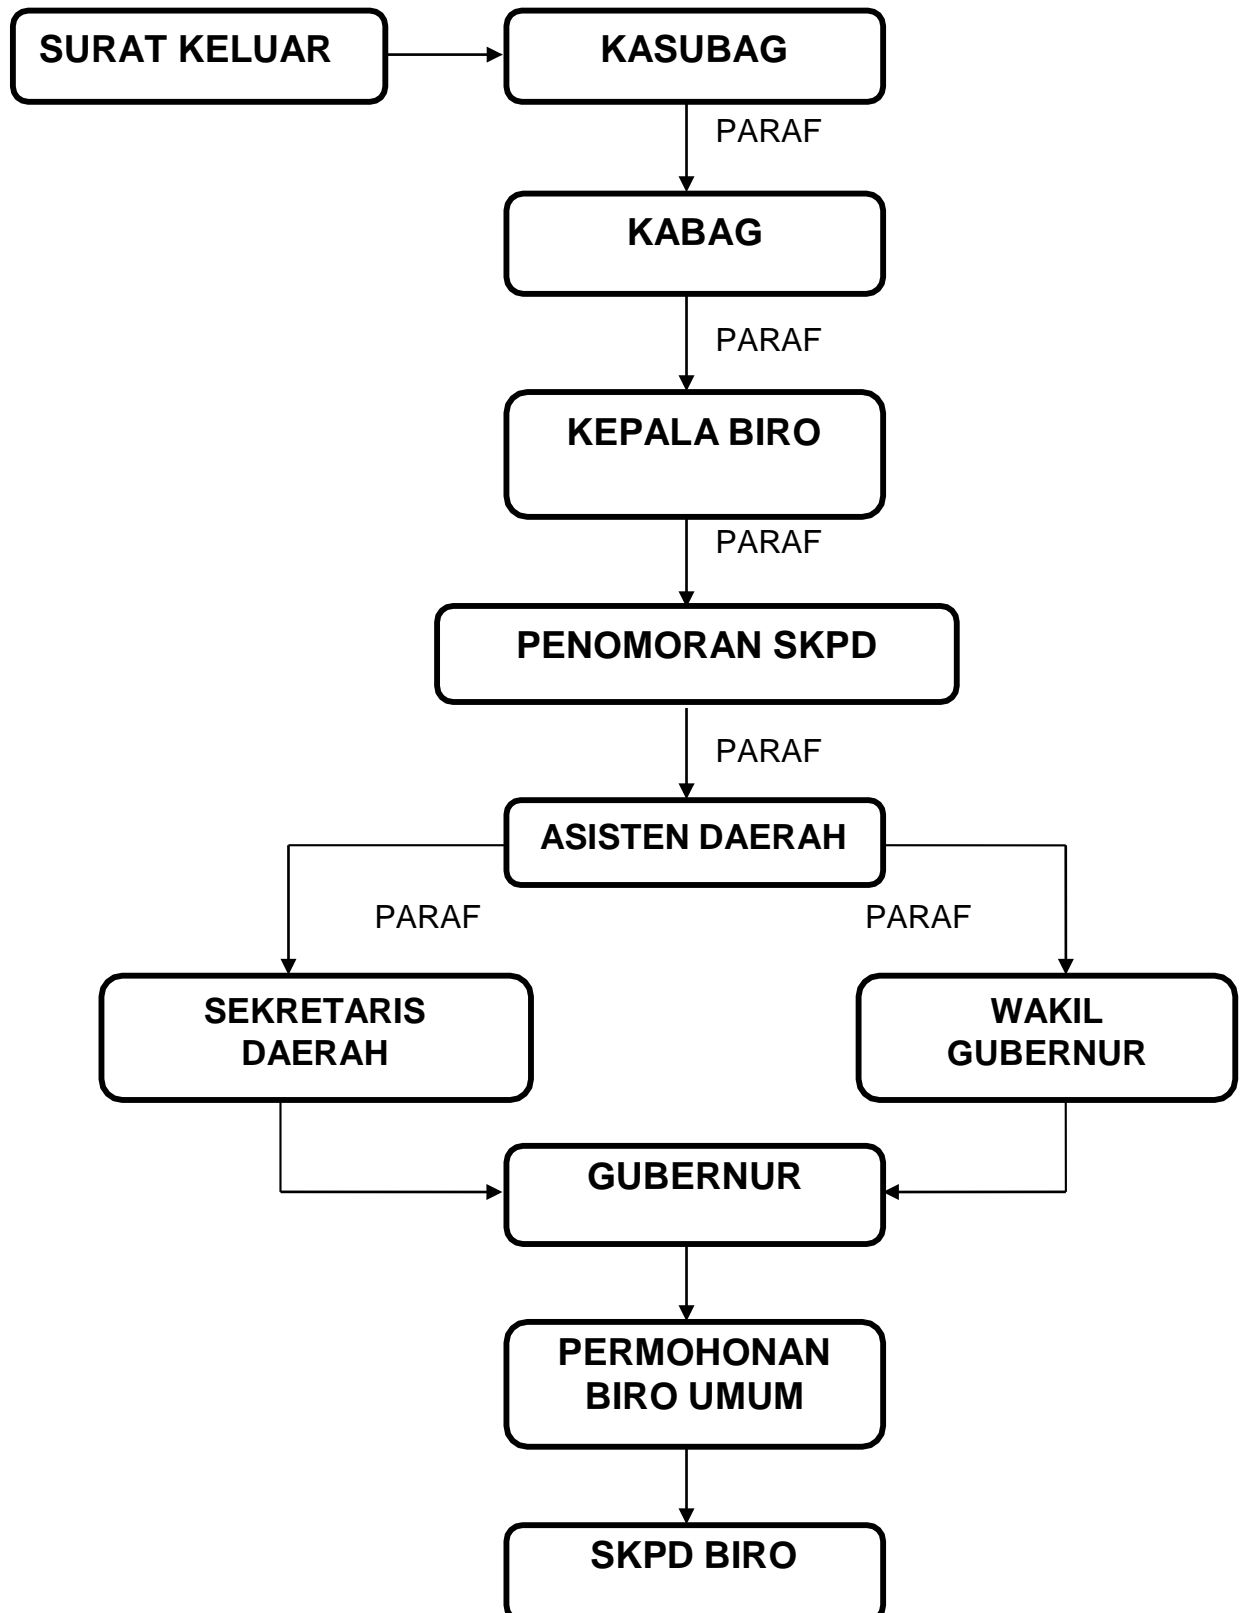 SURAT KELUAR
KASUBAG
PARAF
KABAG
PARAF
KEPALA BIRO
PARAF
PENOMORAN SKPD
PARAF
ASISTEN DAERAH
PARAF
PARAF
SEKRETARIS
DAERAH
WAKIL
GUBERNUR
GUBERNUR
PERMOHONAN
BIRO UMUM
SKPD BIRO